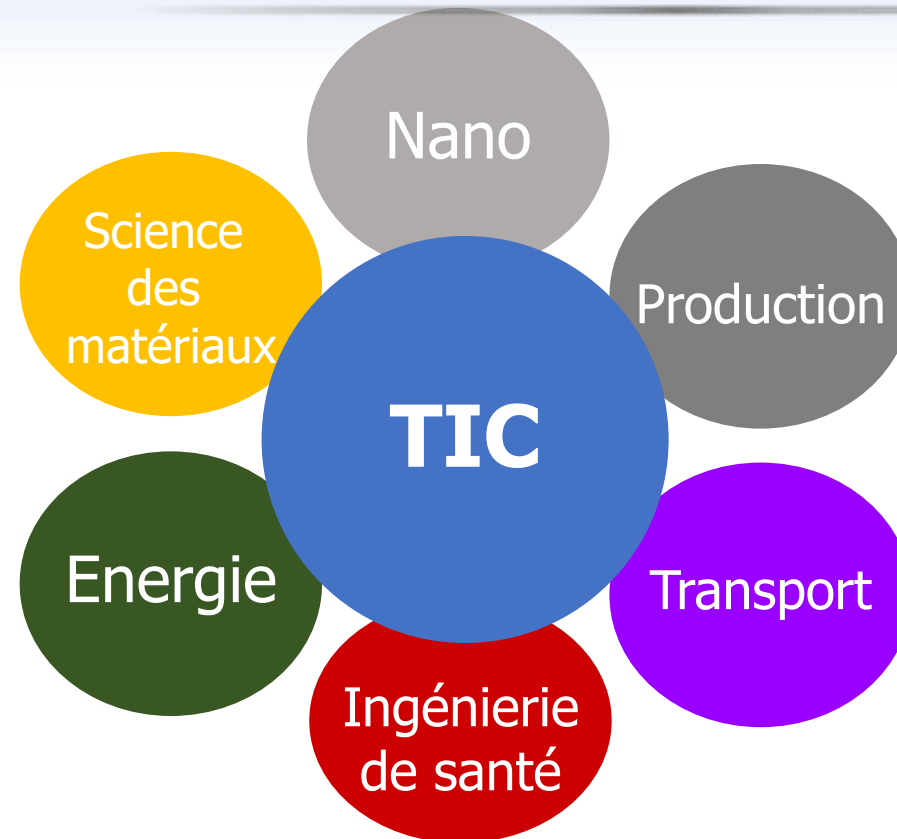 Nano
Science
des
matériaux
Production
TIC
Energie
Transport
Ingénierie
de santé